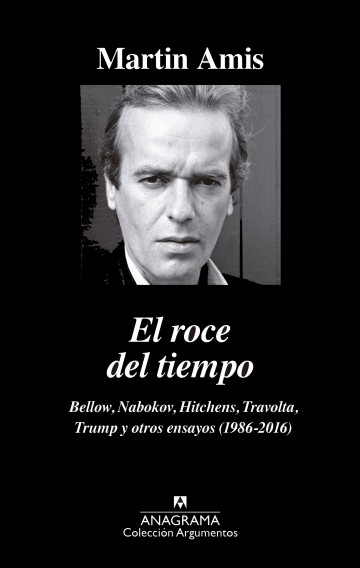 Martin Amis
El roce
del tiempo
Bellow, Nabokov, Hitchens, Travolta,
Trump y otros ensayos (1986-2016)
ANAGRAMA
Colección Argumentos